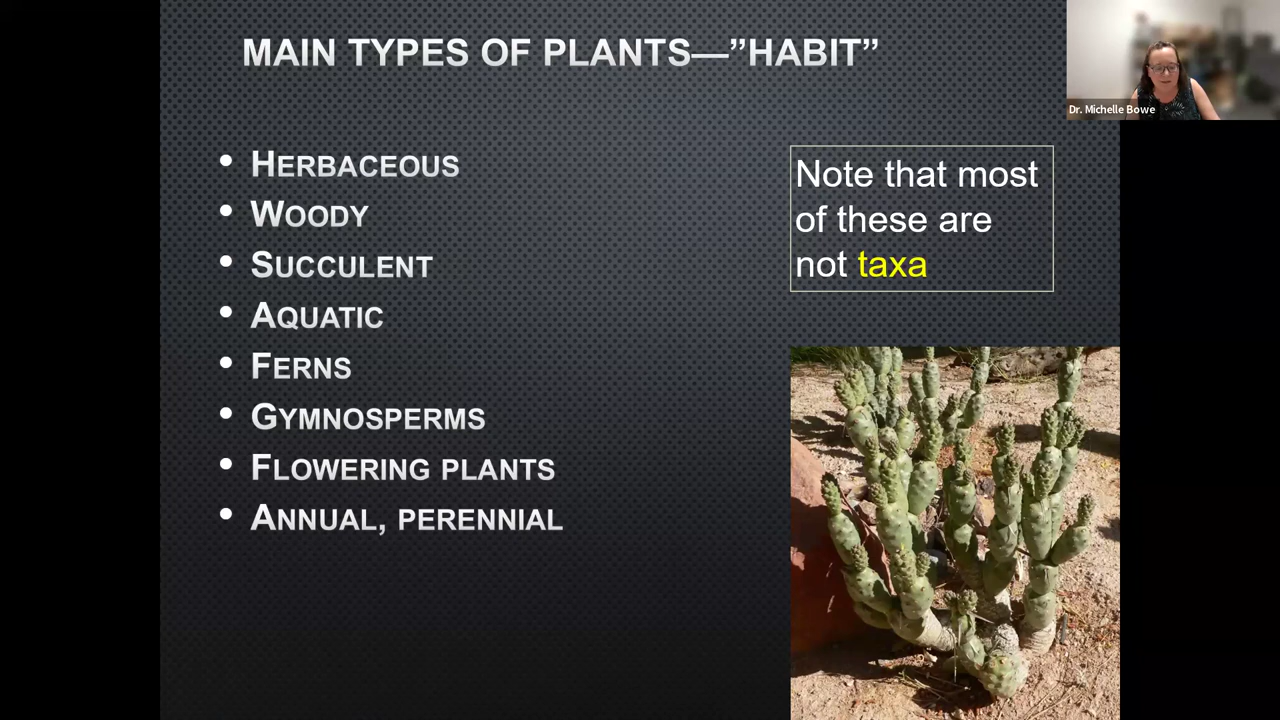 MAIN TYPES OF PLANTS—”HABIT”
Dr. Michelle Bowe
• HERBACEOUS
• WOODY
• SUCCULENT
• AQUATIC
• FERNS
• GYMNOSPERMS
• FLOWERING PLANTS
• ANNUAL, PERENNIAL
Note that most
of these are
not taxa